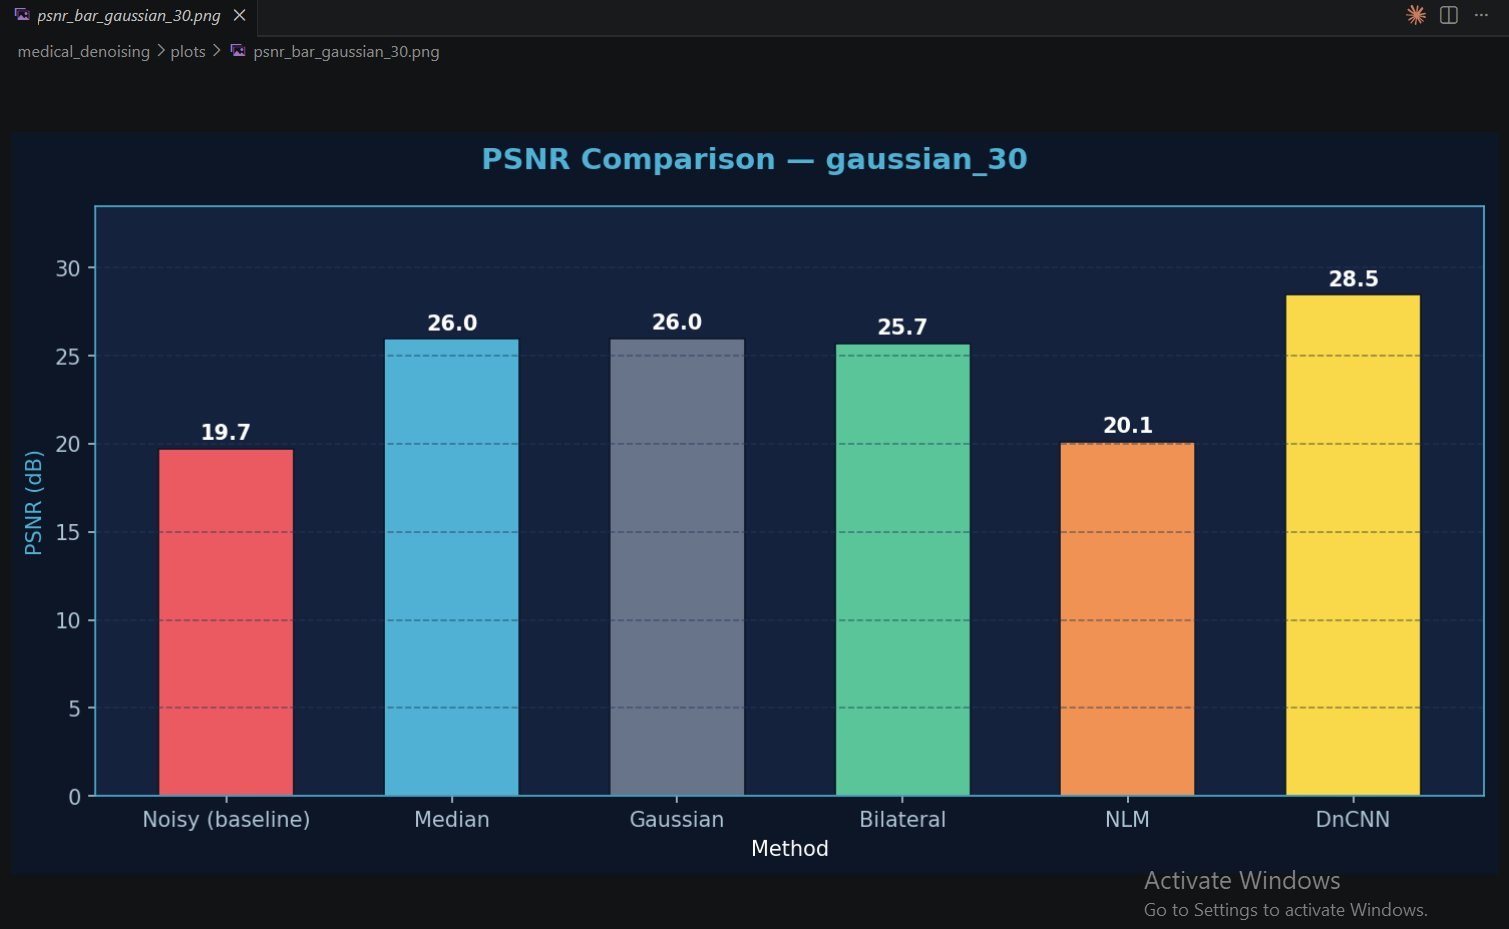 psnr_bar_gaussian_30.png
medical_denoising > plots > psnr_bar_gaussian_30.png
PSNR Comparison — gaussian_30
PSNR (dB)
30
25
20
15
10
5
0
19.7
26.0
26.0
25.7
20.1
28.5
Noisy (baseline)
Median
Gaussian
Bilateral
NLM
DnCNN
Method
Activate Windows
Go to Settings to activate Windows.